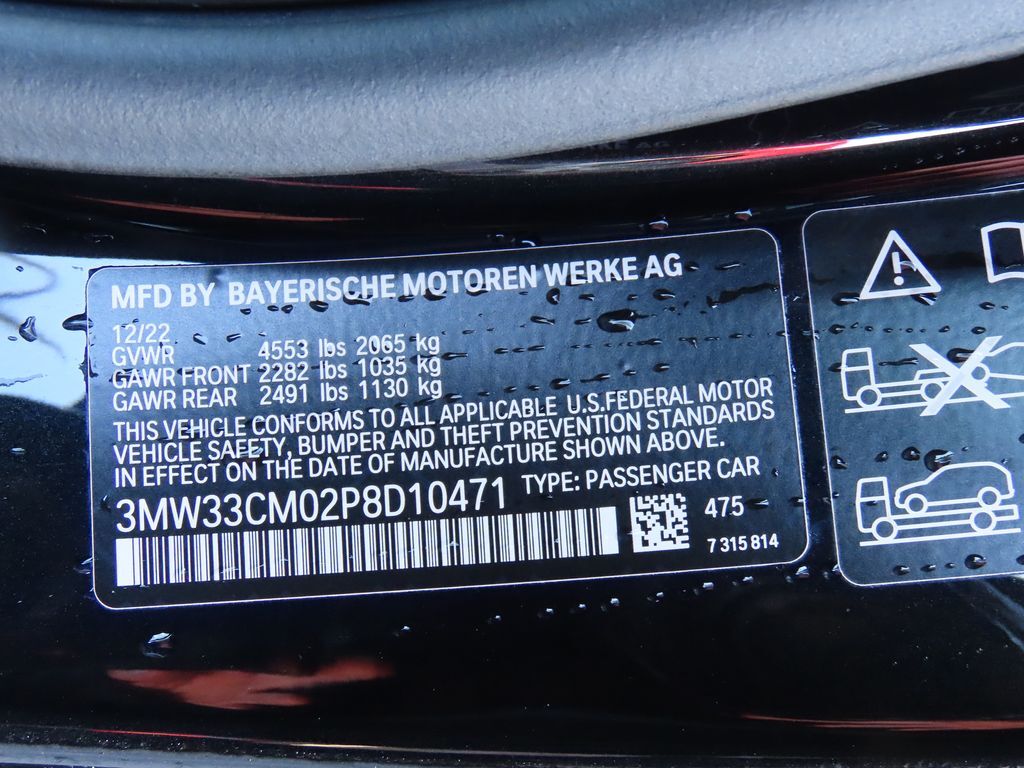 MFD BY BAYERISCHE MOTOREN WERKE AG
12/22
GVWR 4553 lbs 2065 kg
GAWR FRONT 2282 lbs 1035 kg
GAWR REAR 2491 lbs 1130 kg
THIS VEHICLE CONFORMS TO ALL APPLICABLE U.S.FEDERAL MOTOR
VEHICLE SAFETY, BUMPER AND THEFT PREVENTION STANDARDS
IN EFFECT ON THE DATE OF MANUFACTURE SHOWN ABOVE.
3MW33CM02P8D10471 TYPE: PASSENGER CAR
475
7 315 814